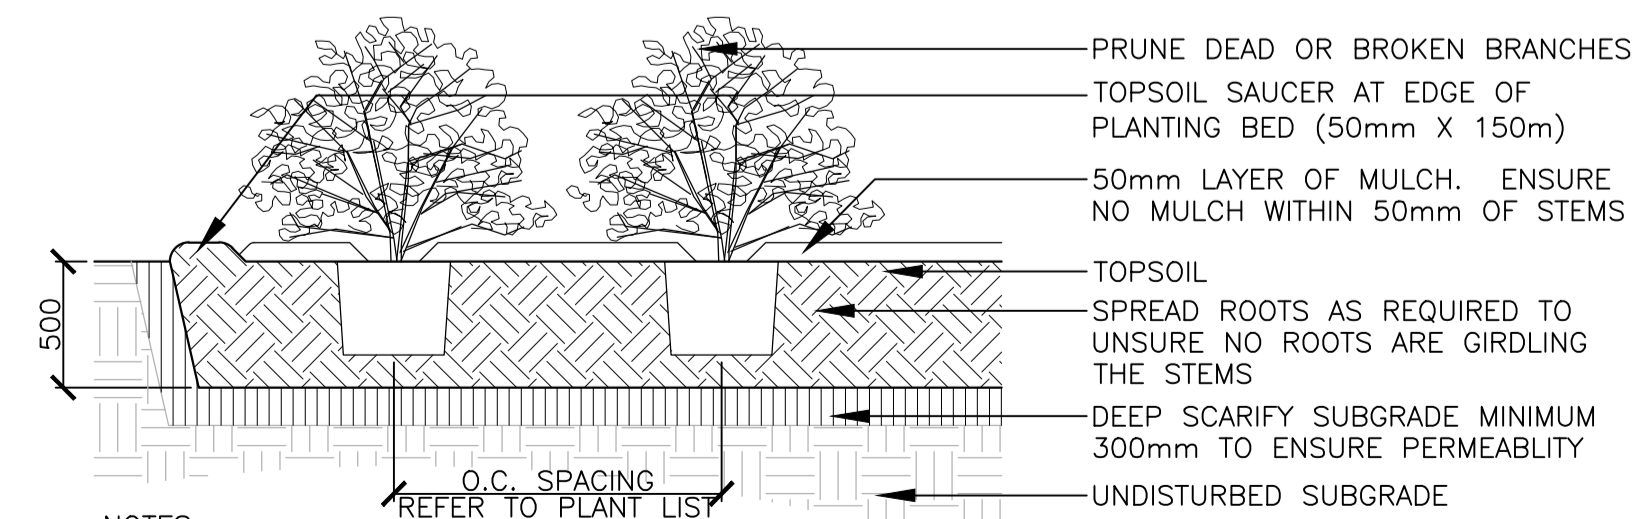 PRUNE DEAD OR BROKEN BRANCHES
TOPSOIL SAUCER AT EDGE OF
PLANTING BED (50mm X 150m)
50mm LAYER OF MULCH. ENSURE
NO MULCH WITHIN 50mm OF STEMS
TOPSOIL
SPREAD ROOTS AS REQUIRED TO
UNSURE NO ROOTS ARE GIRDLING
THE STEMS
DEEP SCARIFY SUBGRADE MINIMUM
300mm TO ENSURE PERMEABLITY
UNDISTURBED SUBGRADE
500
O.C. SPACING
REFER TO PLANT LIST